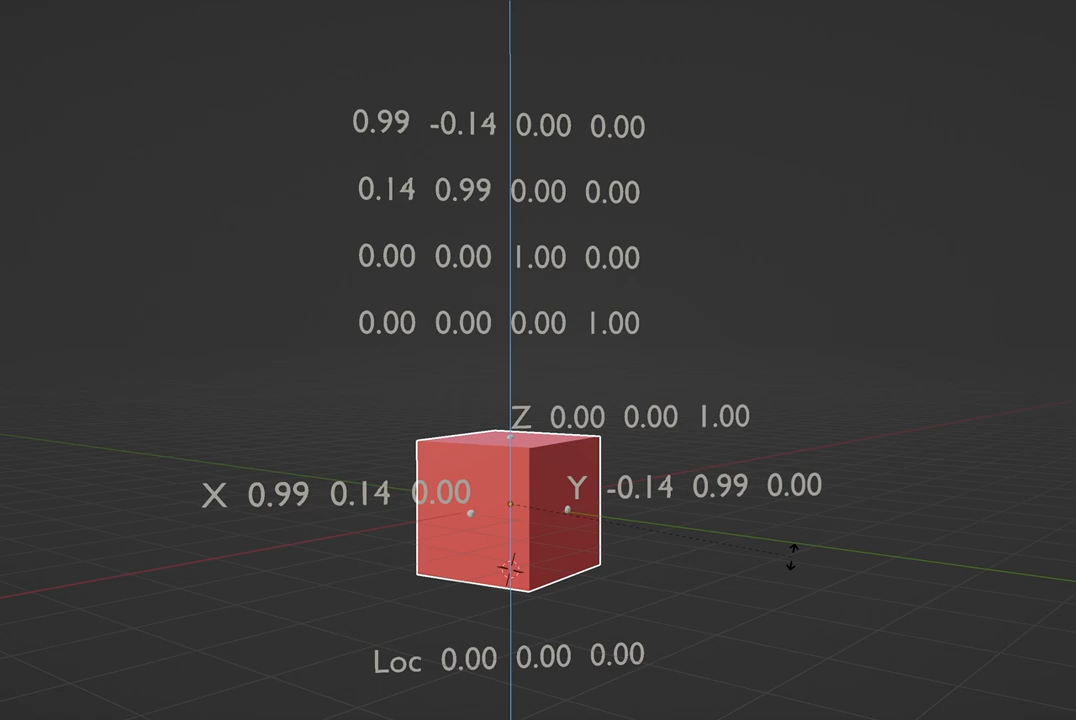 0.99 -0.14 0.00 0.00
0.14 0.99 0.00 0.00
0.00 0.00 1.00 0.00
0.00 0.00 0.00 1.00
Z 0.00 0.00 1.00
X 0.99 0.14 0.00
Y -0.14 0.99 0.00
Loc 0.00 0.00 0.00